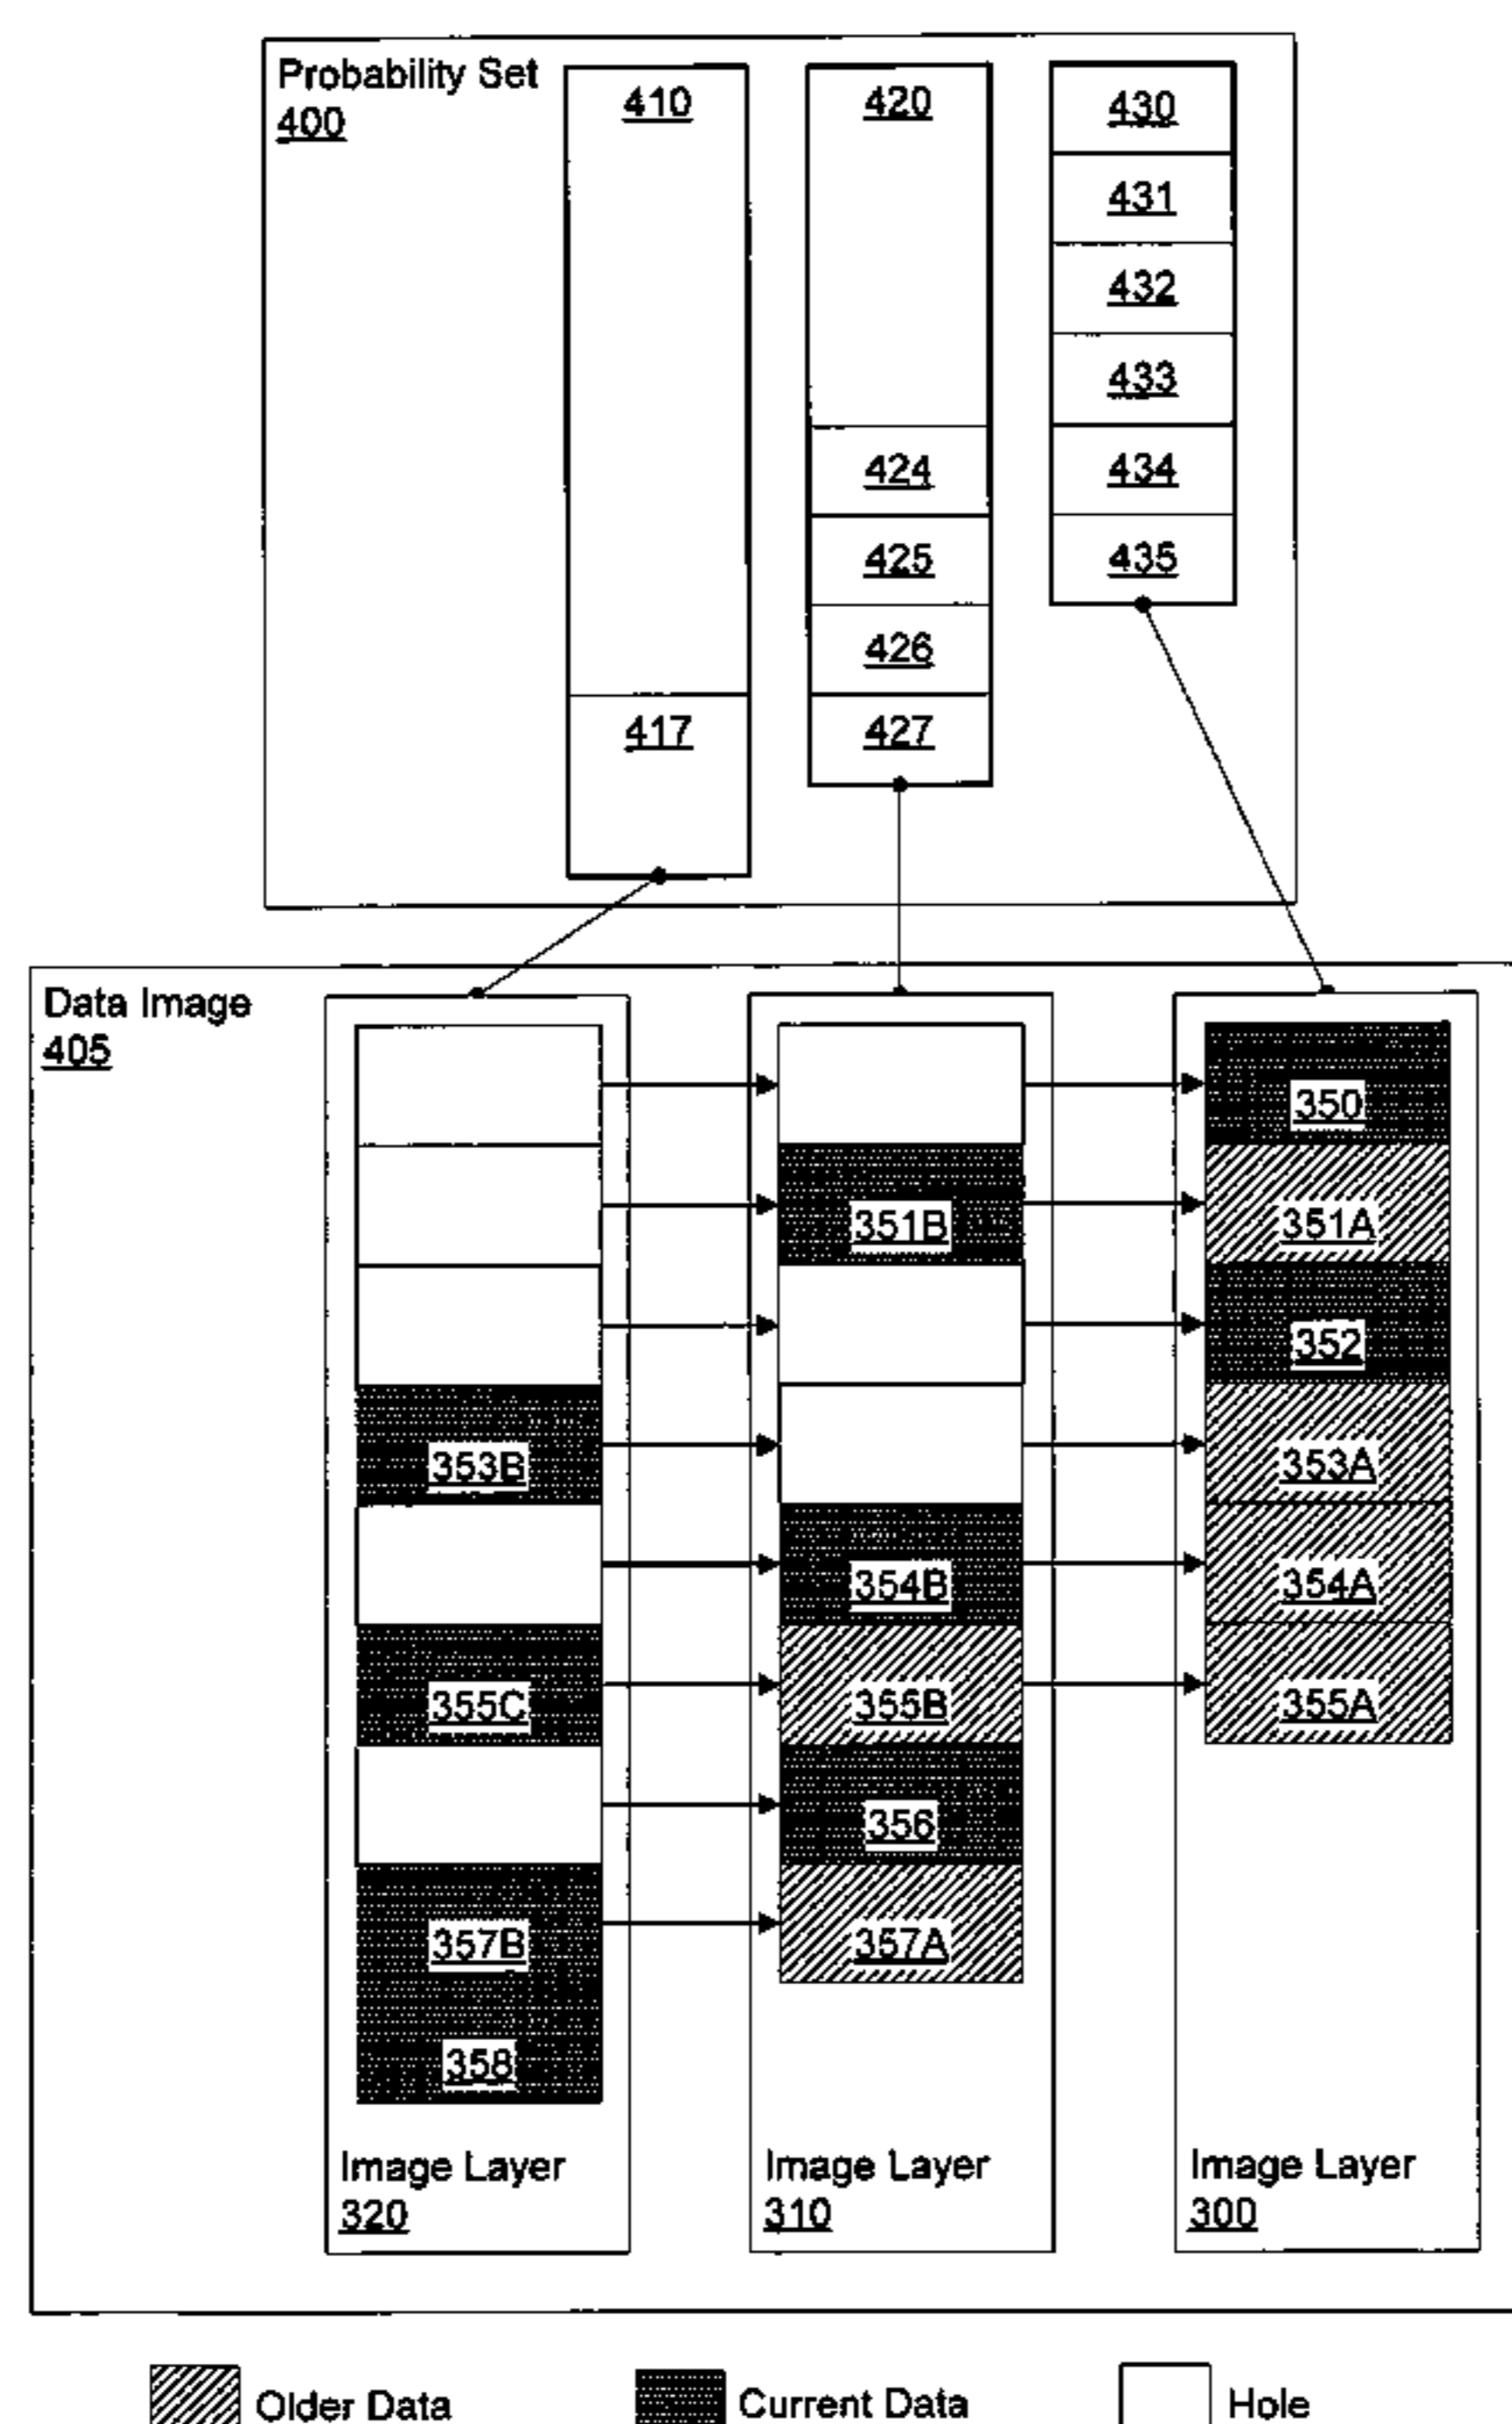 Probability Set
400
410
420
430
431
432
433
424
434
425
435
426
417
427
Data Image
405
350
351B
351A
352
353B
353A
354B
354A
355C
355B
355A
356
357B
357A
358
Image Layer
320
Image Layer
310
Image Layer
300
Older Data
Current Data
Hole